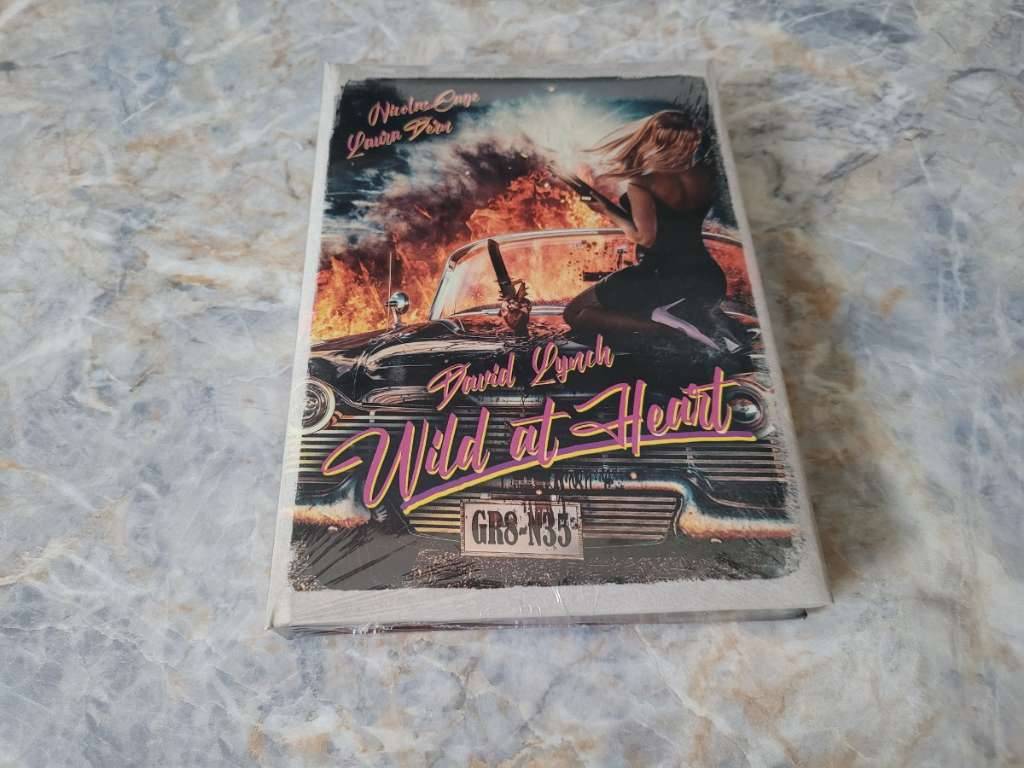 Nicolas Cage
Laura Dern
David Lynch
Wild at Heart
GR8-N35